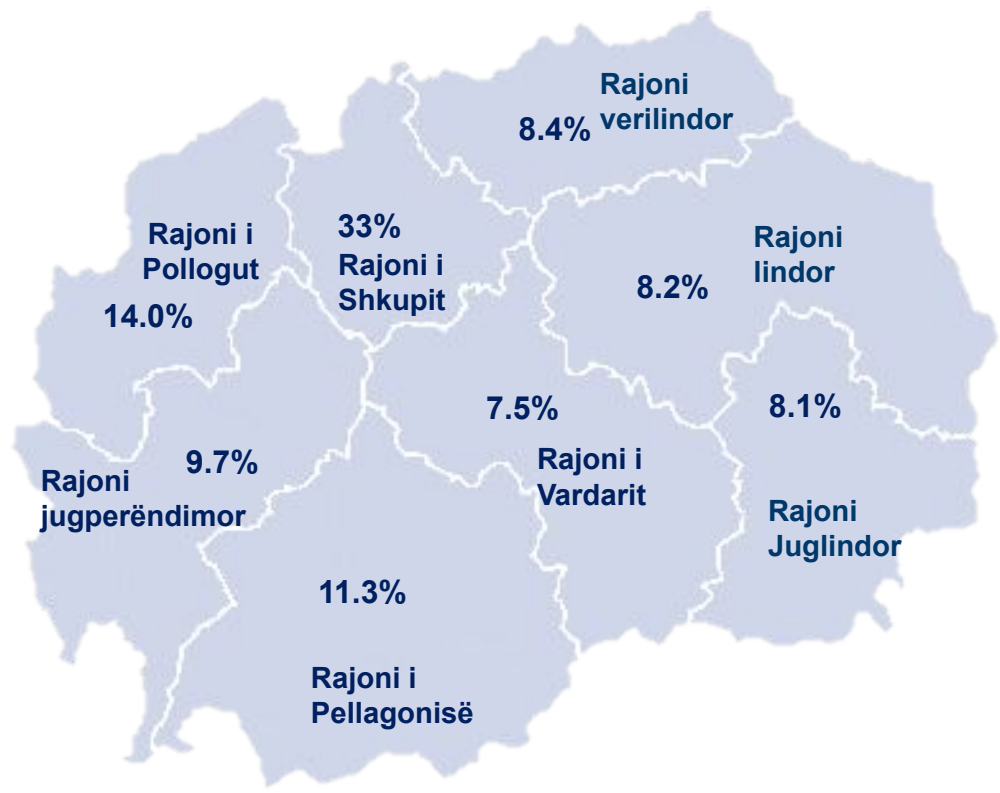 Rajoni
verilindor
8.4%
33%
Rajoni i
Shkupit
Rajoni i
Pollogut
14.0%
Rajoni
lindor
8.2%
7.5%
Rajoni i
Vardarit
8.1%
Rajoni
Juglindor
9.7%
Rajoni
jugperëndimor
11.3%
Rajoni i
Pellagonisë